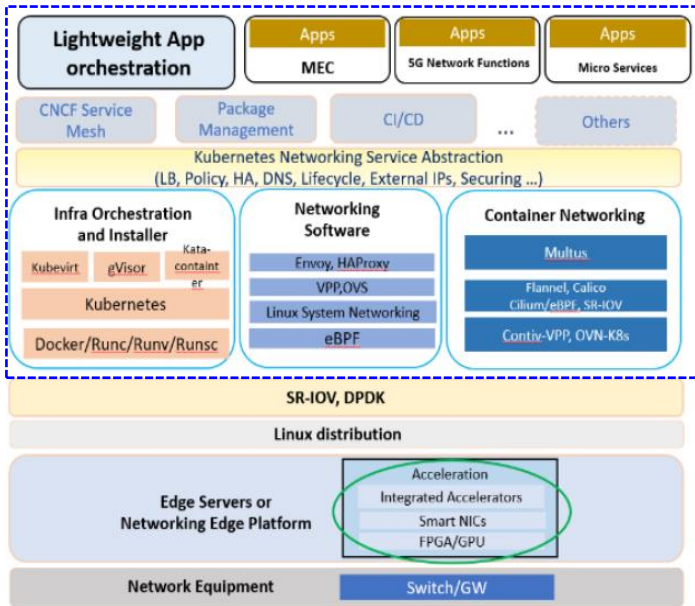 Lightweight App
orchestration
Apps
MEC
Apps
5G Network Functions
Apps
Micro Services
CNCF Service
Mesh
Package
Management
CI/CD
...
Others
Kubernetes Networking Service Abstraction
(LB, Policy, HA, DNS, Lifecycle, External IPs, Securing ...)
Infra Orchestration
and Installer
Kubevirt
gVisor
Kata-
containt
er
Kubernetes
Docker/Runc/Runv/Runsc
Networking
Software
Envoy, HAProxy
VPP,OVS
Linux System Networking
eBPF
Container Networking
Multus
Flannel, Calico
Cilium/eBPF, SR-IOV
Contiv-VPP, OVN-K8s
SR-IOV, DPDK
Linux distribution
Edge Servers or
Networking Edge Platform
Acceleration
Integrated Accelerators
Smart NICs
FPGA/GPU
Network Equipment
Switch/GW